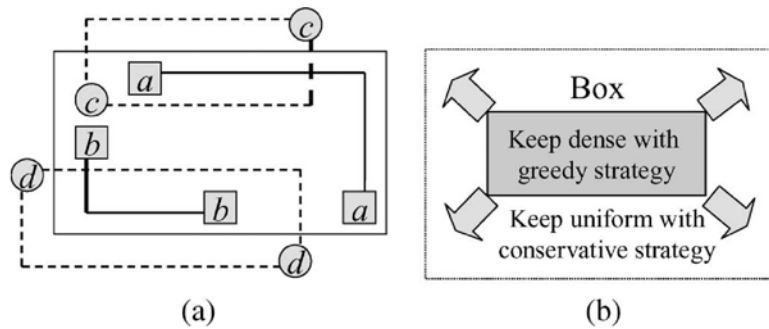 c
a
c
b
d
b
a
d
(a)
Box
Keep dense with
greedy strategy
Keep uniform with
conservative strategy
(b)